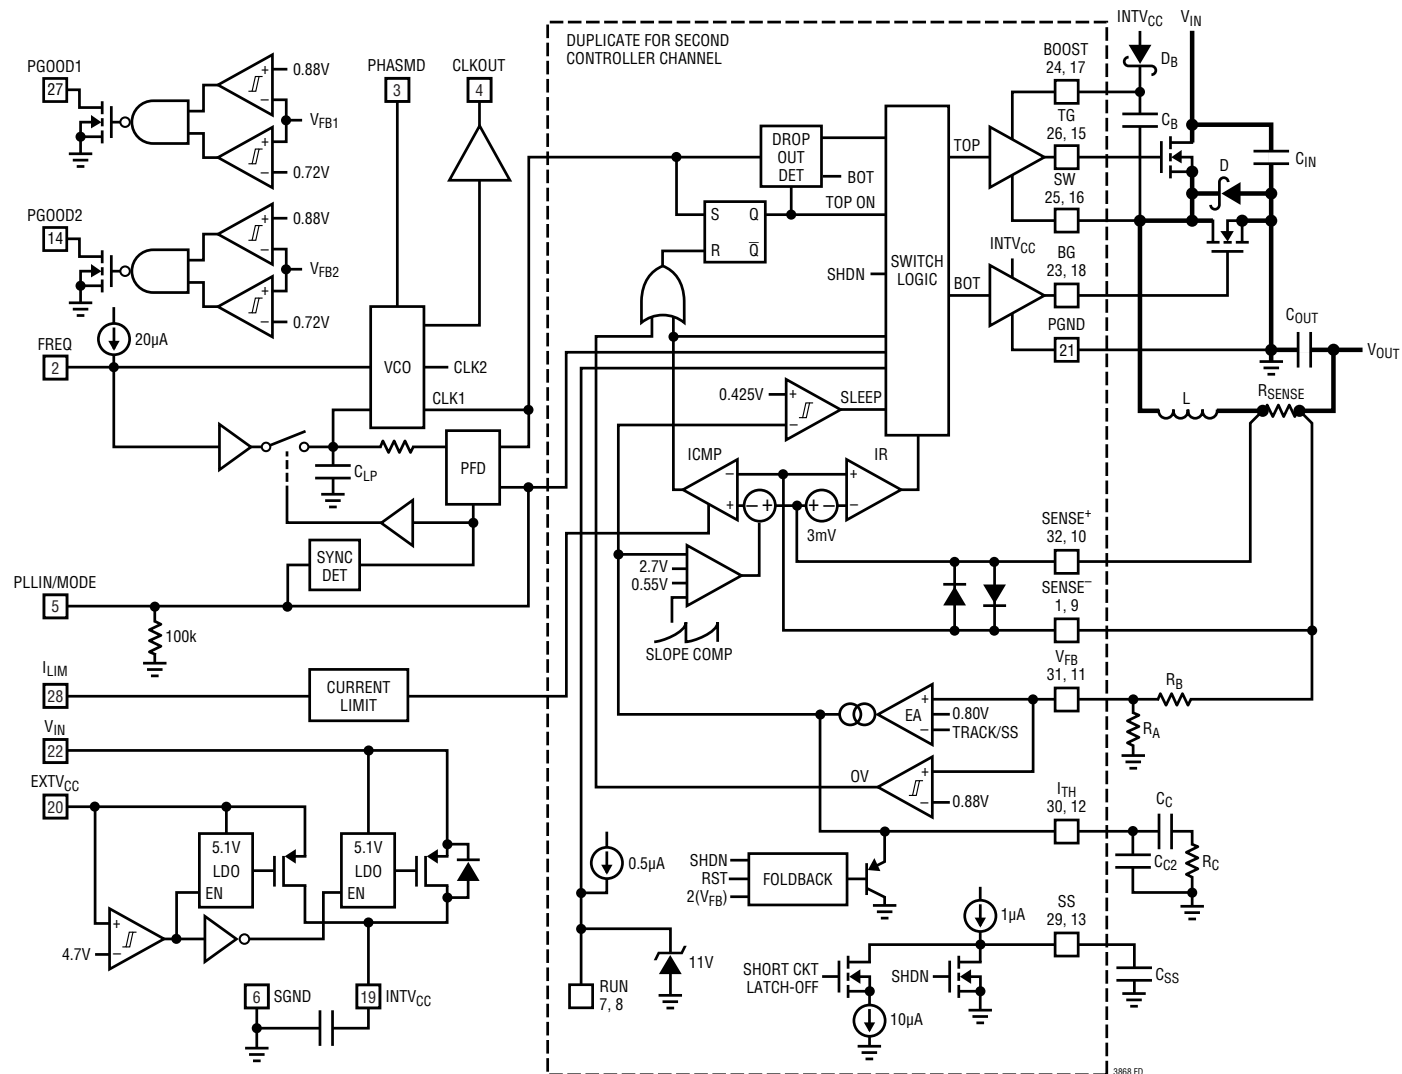 DUPLICATE FOR SECOND
CONTROLLER CHANNEL
INTVCC
VIN
BOOST
24, 17
DB
PGOOD1
27
0.88V
+
–
VFB1
+
–
0.72V
PHASMD
3
CLKOUT
4
CB
TG
26, 15
CIN
DROP
OUT
DET
BOT
TOP
TOP ON
SW
25, 16
D
PGOOD2
14
0.88V
+
–
VFB2
+
–
0.72V
S
Q
R
Q
SHDN
SWITCH
LOGIC
INTVCC
BG
23, 18
BOT
PGND
21
COUT
VOUT
20µA
FREQ
2
VCO
CLK2
CLK1
0.425V
+
–
SLEEP
L
RSENSE
CLP
PFD
ICMP
–
+
– +
+ –
3mV
IR
+
–
SENSE+
32, 10
SYNC
DET
2.7V
0.55V
SLOPE COMP
SENSE–
1, 9
PLLIN/MODE
5
100k
ILIM
28
CURRENT
LIMIT
VFB
31, 11
RB
RA
EA
+
0.80V
–
TRACK/SS
VIN
22
OV
+
–
0.88V
EXTVCC
20
ITH
30, 12
CC
CC2
RC
5.1V
LDO
EN
5.1V
LDO
EN
0.5µA
SHDN
RST
2(VFB)
FOLDBACK
+
4.7V
–
1µA
SS
29, 13
CSS
11V
SHORT CKT
LATCH-OFF
SHDN
10µA
6
SGND
19
INTVCC
RUN
7, 8
3868 FD